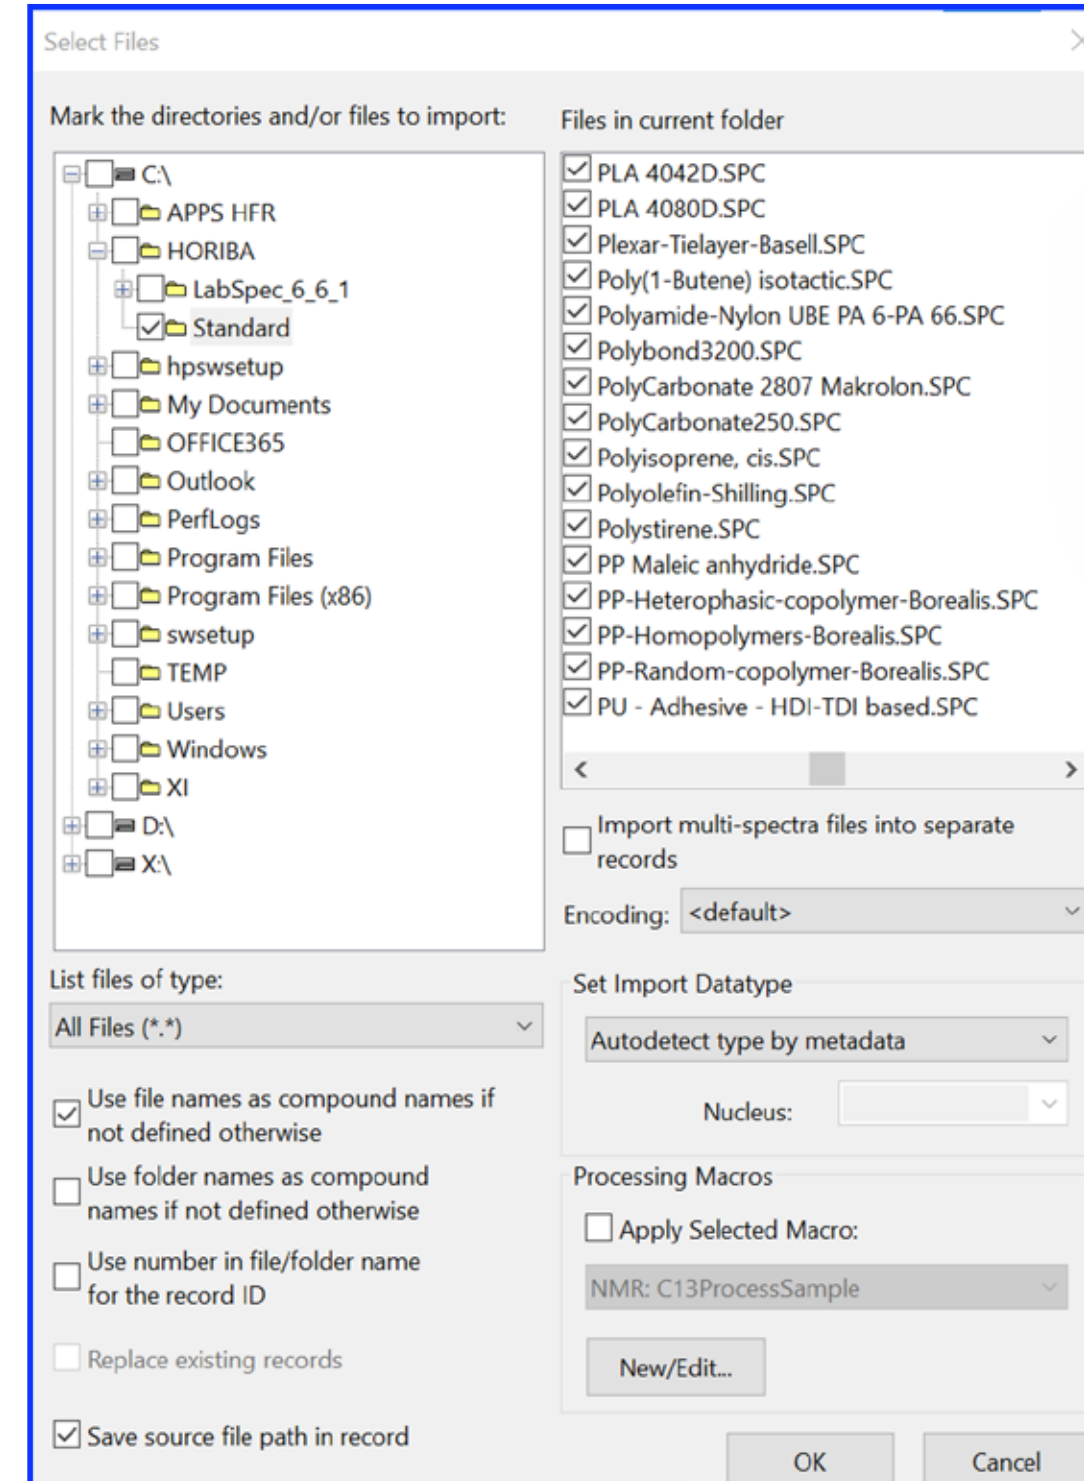 Select Files
Mark the directories and/or files to import:
C:\
APPS HFR
HORIBA
LabSpec_6_6_1
Standard
hpswsetup
My Documents
OFFICE365
Outlook
PerfLogs
Program Files
Program Files (x86)
swsetup
TEMP
Users
Windows
XI
D:\
X:\
List files of type:
All Files (*.*)
Use file names as compound names if
not defined otherwise
Use folder names as compound
names if not defined otherwise
Use number in file/folder name
for the record ID
Replace existing records
Save source file path in record
Files in current folder
PLA 4042D.SPC
PLA 4080D.SPC
Plexar-Tielayer-Basell.SPC
Poly(1-Butene) isotactic.SPC
Polyamide-Nylon UBE PA 6-PA 66.SPC
Polybond3200.SPC
PolyCarbonate 2807 Makrolon.SPC
PolyCarbonate250.SPC
Polyisoprene, cis.SPC
Polyolefin-Shilling.SPC
Polystirene.SPC
PP Maleic anhydride.SPC
PP-Heterophasic-copolymer-Borealis.SPC
PP-Homopolymers-Borealis.SPC
PP-Random-copolymer-Borealis.SPC
PU - Adhesive - HDI-TDI based.SPC
Import multi-spectra files into separate
records
Encoding: <default>
Set Import Datatype
Autodetect type by metadata
Nucleus:
Processing Macros
Apply Selected Macro:
NMR: C13ProcessSample
New/Edit...
OK Cancel